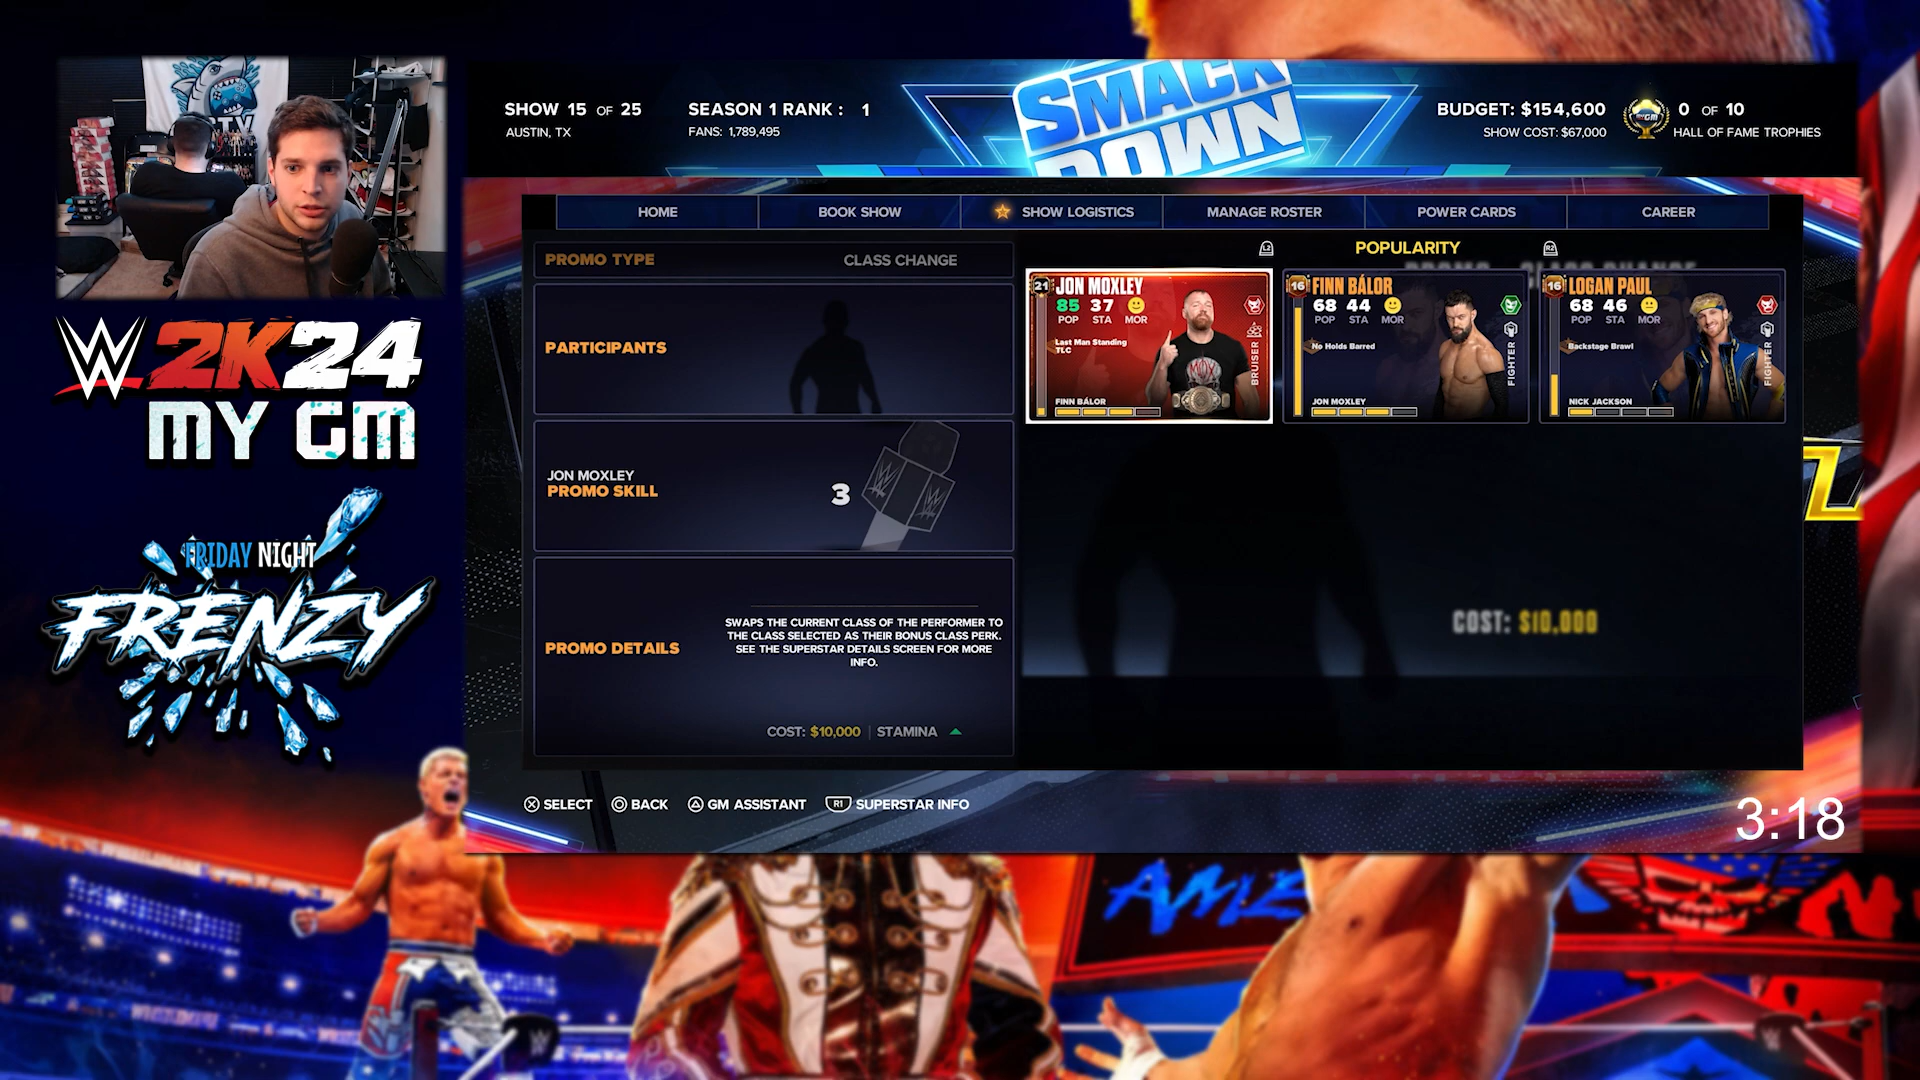 SHOW 15 OF 25
AUSTIN, TX
SEASON 1 RANK : 1
FANS: 1,789,495
SMACK
DOWN
BUDGET: $154,600
SHOW COST: $67,000
MyGM
0 OF 10
HALL OF FAME TROPHIES
HOME
BOOK SHOW
SHOW LOGISTICS
MANAGE ROSTER
POWER CARDS
CAREER
PROMO TYPE
CLASS CHANGE
L2
POPULARITY
R2
PARTICIPANTS
21
JON MOXLEY
85 37
POP STA MOR
Last Man Standing
TLC
MOX
BRUISER
FINN BÁLOR
16
FINN BÁLOR
68 44
POP STA MOR
No Holds Barred
FIGHTER
JON MOXLEY
16
LOGAN PAUL
68 46
POP STA MOR
Backstage Brawl
FIGHTER
NICK JACKSON
JON MOXLEY
PROMO SKILL
3
PROMO DETAILS
SWAPS THE CURRENT CLASS OF THE PERFORMER TO
THE CLASS SELECTED AS THEIR BONUS CLASS PERK.
SEE THE SUPERSTAR DETAILS SCREEN FOR MORE
INFO.
COST: $10,000 | STAMINA
COST: $10,000
SELECT
BACK
GM ASSISTANT
R1 SUPERSTAR INFO
3:18
W 2K24
MY GM
FRIDAY NIGHT
FRENZY